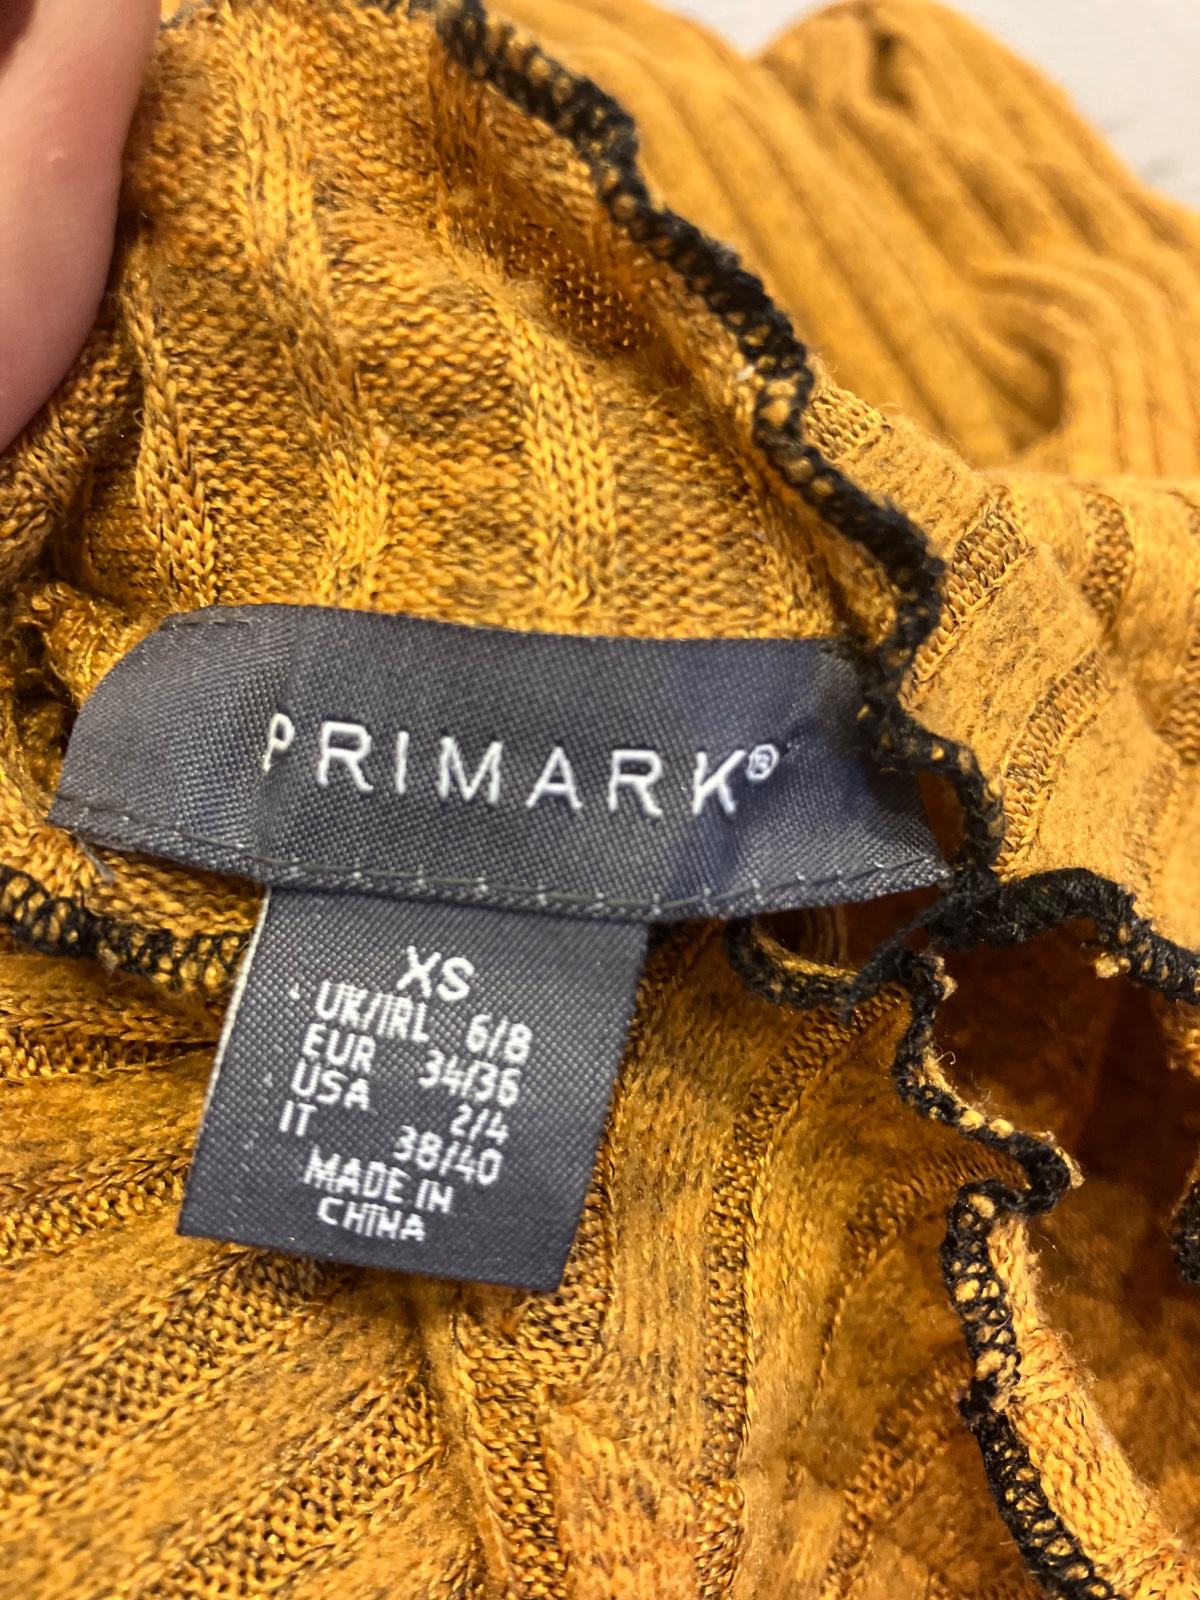 PRIMARK®
XS
UK/IRL 6/8
EUR 34/36
USA 2/4
IT 38/40
MADE IN
CHINA